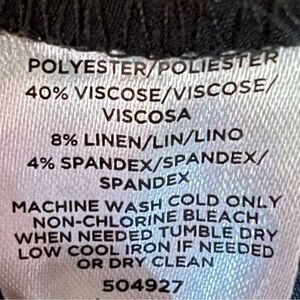 POLYESTER/POLIESTER
40% VISCOSE/VISCOSE/
VISCOSA
8% LINEN/LIN/LINO
4% SPANDEX/SPANDEX/
SPANDEX
MACHINE WASH COLD ONLY
NON-CHLORINE BLEACH
WHEN NEEDED TUMBLE DRY
LOW COOL IRON IF NEEDED
OR DRY CLEAN
504927